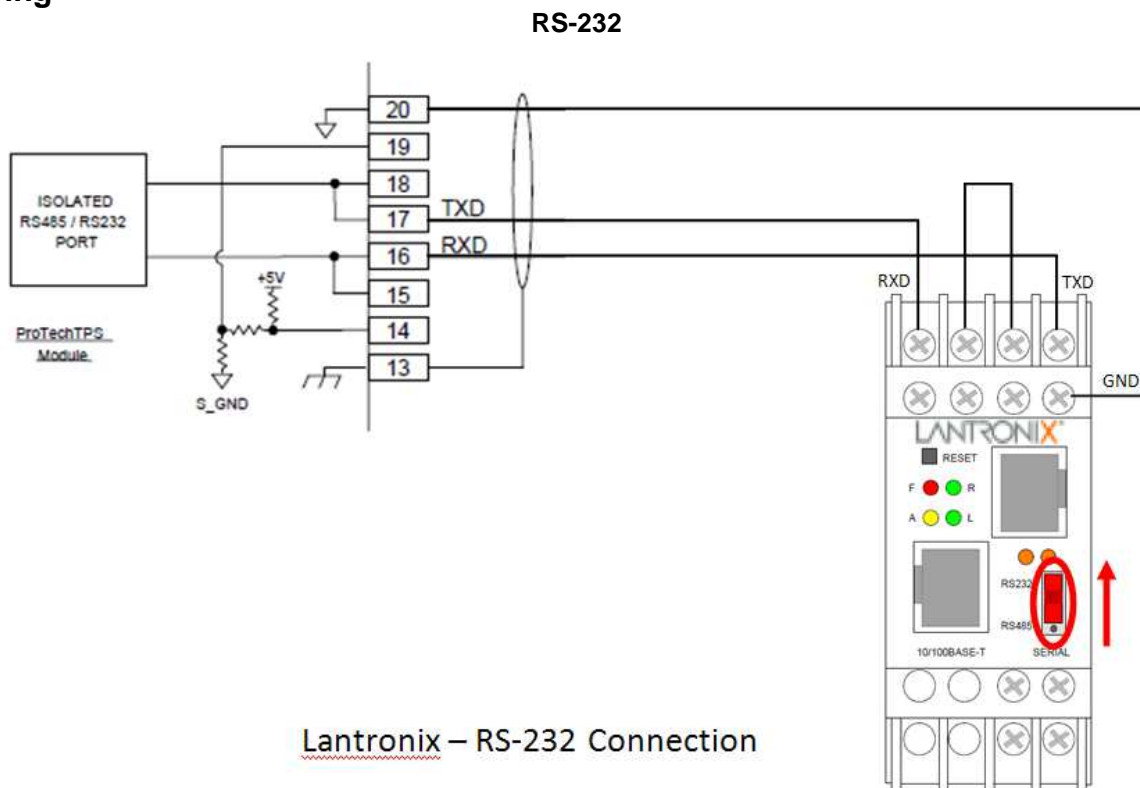 RS-232
20
19
18
17
16
15
14
13
TXD
RXD
ISOLATED
RS485 / RS232
PORT
+5V
ProTechTPS
Module
S_GND
RXD
TXD
GND
LANTRONIX
RESET
F
R
A
L
RS232
RS485
10/100BASE-T
SERIAL
Lantronix – RS-232 Connection